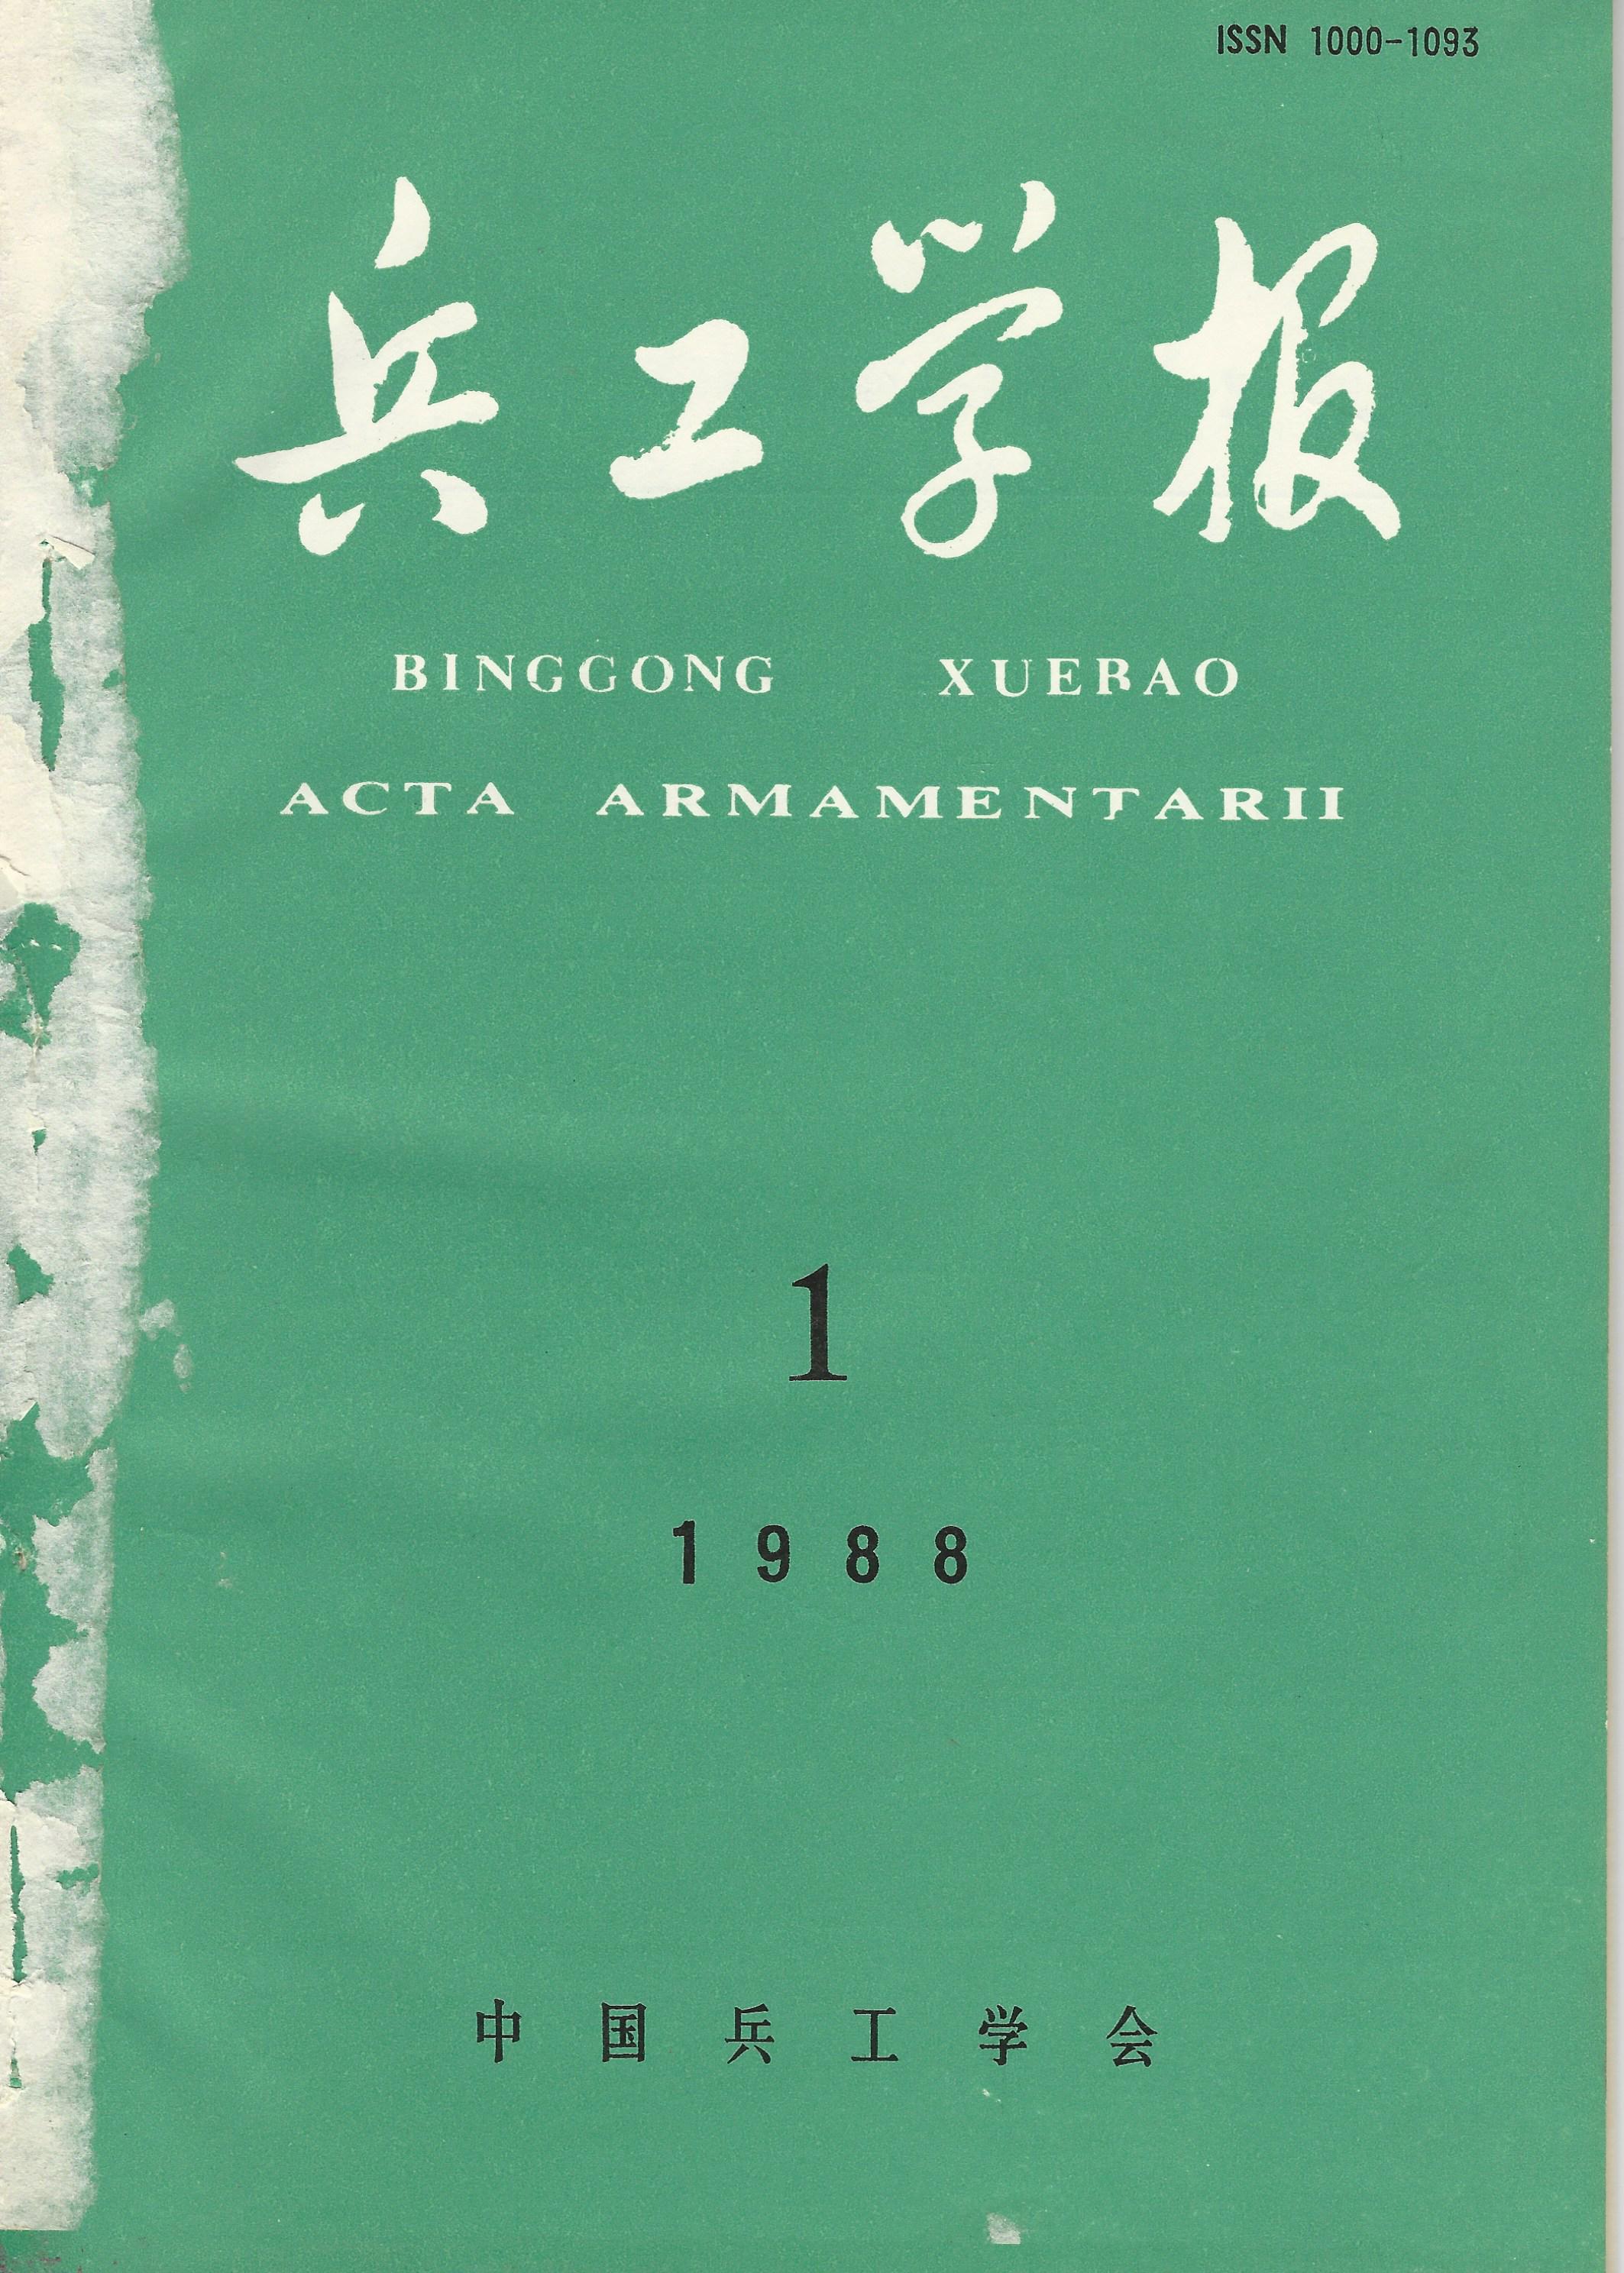 ISSN 1000-1093
兵工学报
BINGGONG XUEBAO
ACTA ARMAMENTARII
1
1988
中国兵工学会